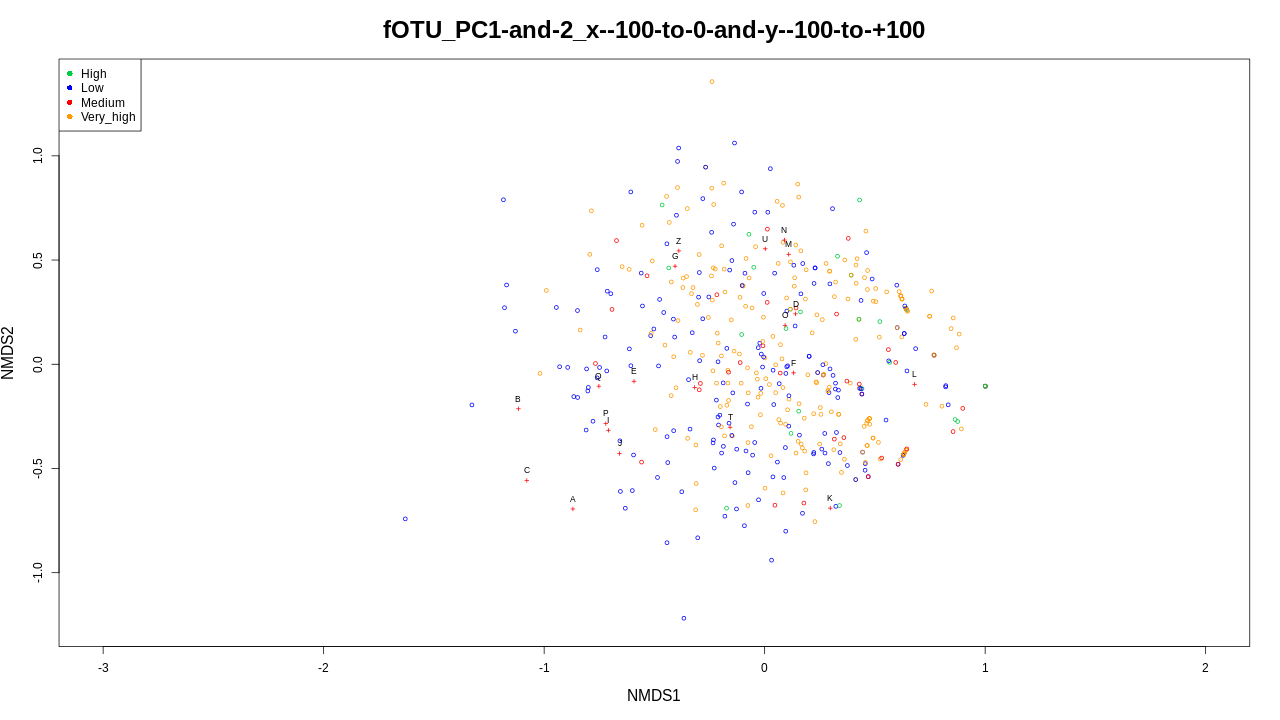 fOTU_PC1-and-2_x--100-to-0-and-y--100-to-+100
High
Low
Medium
Very_high
NMDS2
1.0
0.5
0.0
-0.5
-1.0
N
U
M
Z
G
D
O
F
E
H
L
B
P
T
J
C
A
K
-3
-2
-1
0
1
2
NMDS1